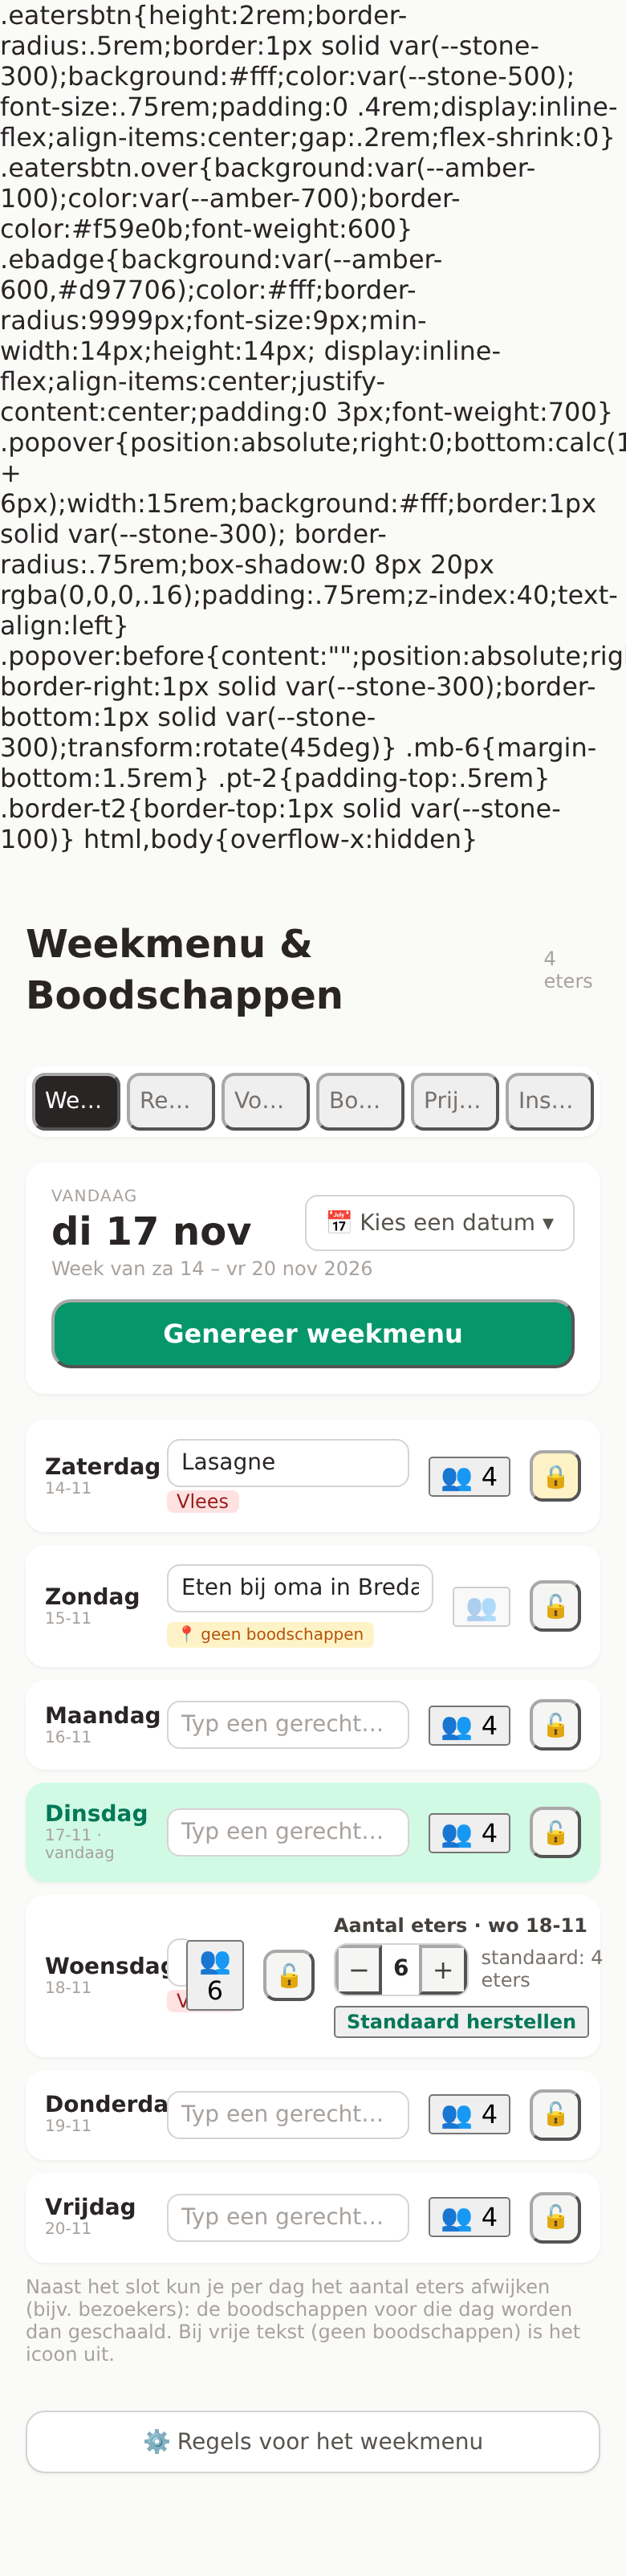 .eatersbtn{height:2rem;border-
radius:.5rem;border:1px solid var(--stone-
300);background:#fff;color:var(--stone-500);
font-size:.75rem;padding:0 .4rem;display:inline-
flex;align-items:center;gap:.2rem;flex-shrink:0}
.eatersbtn.over{background:var(--amber-
100);color:var(--amber-700);border-
color:#f59e0b;font-weight:600}
.ebadge{background:var(--amber-
600,#d97706);color:#fff;border-
radius:9999px;font-size:9px;min-
width:14px;height:14px; display:inline-
flex;align-items:center;justify-
content:center;padding:0 3px;font-weight:700}
.popover{position:absolute;right:0;bottom:calc(1
+
6px);width:15rem;background:#fff;border:1px
solid var(--stone-300); border-
radius:.75rem;box-shadow:0 8px 20px
rgba(0,0,0,.16);padding:.75rem;z-index:40;text-
align:left}
.popover:before{content:"";position:absolute;rig
border-right:1px solid var(--stone-300);border-
bottom:1px solid var(--stone-
300);transform:rotate(45deg)} .mb-6{margin-
bottom:1.5rem} .pt-2{padding-top:.5rem}
.border-t2{border-top:1px solid var(--stone-
100)} html,body{overflow-x:hidden}
Weekmenu &
Boodschappen
4
eters
We... Re... Vo... Bo... Prij... Ins...
VANDAAG
di 17 nov
📅 Kies een datum ▾
Week van za 14 – vr 20 nov 2026
Genereer weekmenu
Zaterdag
14-11
Lasagne
Vlees
👥 4 🔒
Zondag
15-11
Eten bij oma in Breda
📍 geen boodschappen
👥 🔓
Maandag
16-11
Typ een gerecht...
👥 4 🔓
Dinsdag
17-11 ·
vandaag
Typ een gerecht...
👥 4 🔓
Woensdag
18-11
V
👥
6
🔓
Aantal eters · wo 18-11
− 6 +
standaard: 4
eters
Standaard herstellen
Donderda
19-11
Typ een gerecht...
👥 4 🔓
Vrijdag
20-11
Typ een gerecht...
👥 4 🔓
Naast het slot kun je per dag het aantal eters afwijken
(bijv. bezoekers): de boodschappen voor die dag worden
dan geschaald. Bij vrije tekst (geen boodschappen) is het
icoon uit.
⚙️ Regels voor het weekmenu